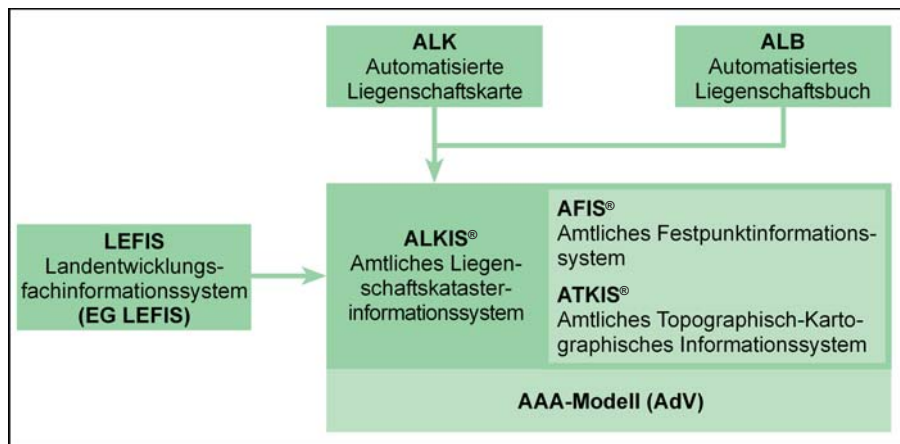 ALK
Automatisierte
Liegenschaftskarte
ALB
Automatisiertes
Liegenschaftsbuch
LEFIS
Landentwicklungs-
fachinformationssystem
(EG LEFIS)
ALKIS®
Amtliches Liegen-
schaftskataster-
informationssystem
AFIS®
Amtliches Festpunktinformations-
system
ATKIS®
Amtliches Topographisch-Karto-
graphisches Informationssystem
AAA-Modell (AdV)